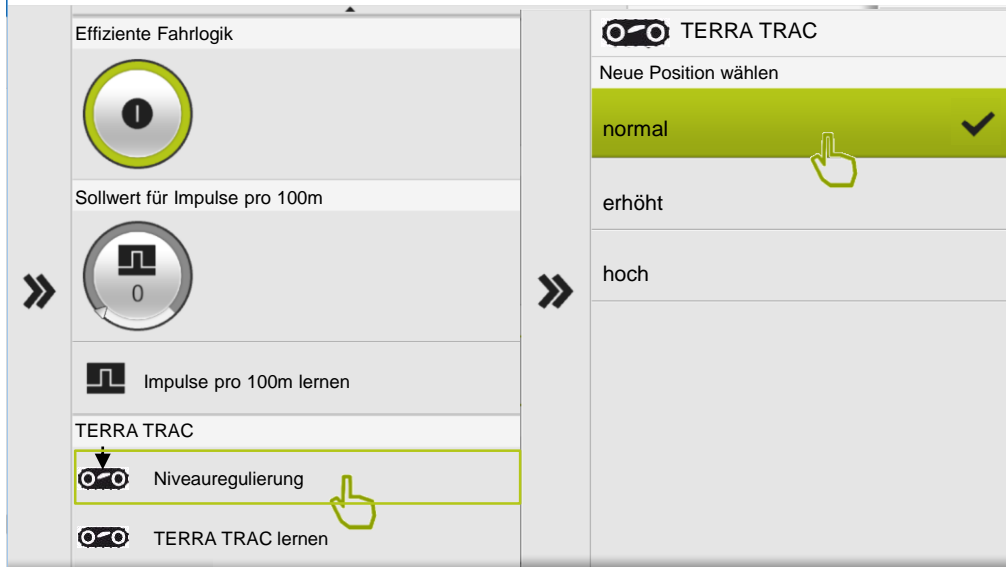 Effiziente Fahrlogik
Sollwert für Impulse pro 100m
0
Impulse pro 100m lernen
TERRA TRAC
Niveauregulierung
TERRA TRAC lernen
TERRA TRAC
Neue Position wählen
normal
erhöht
hoch